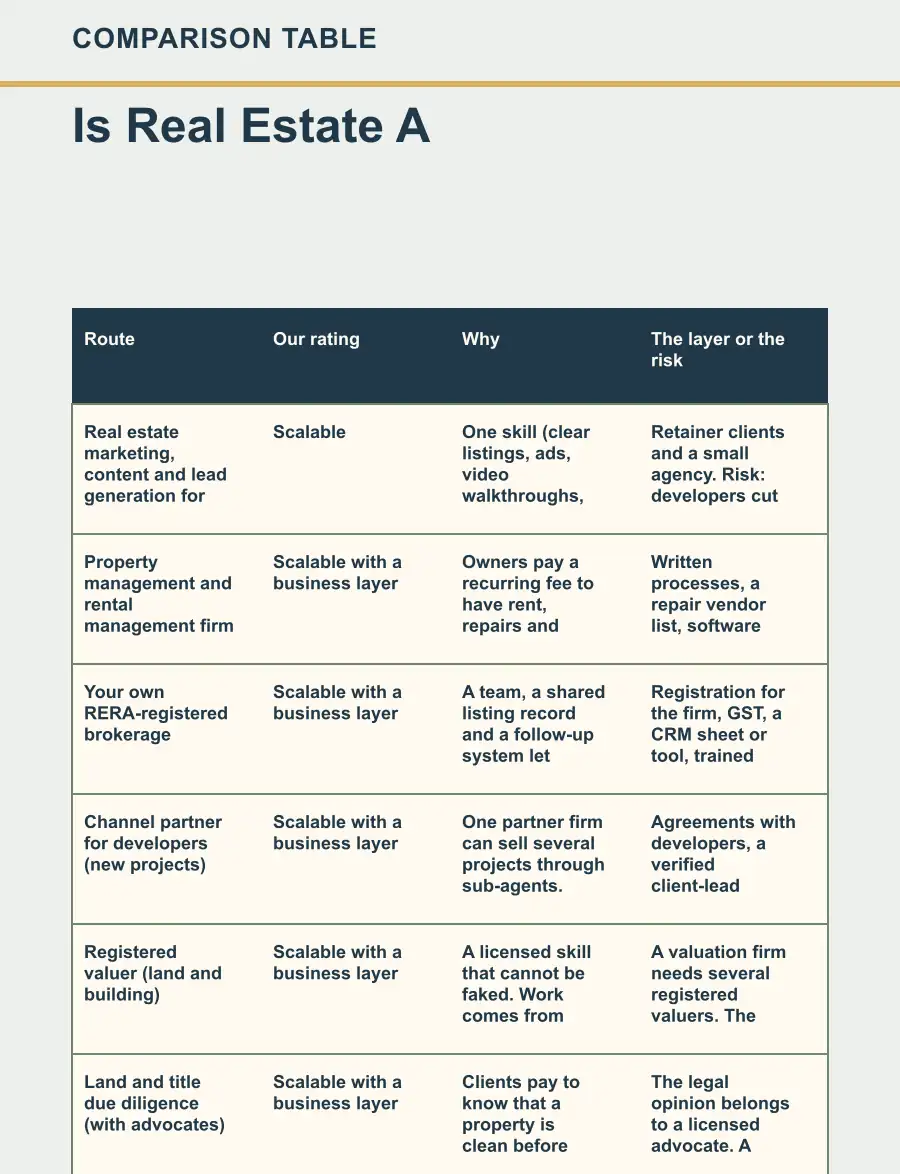 COMPARISON TABLE
Is Real Estate A
Route
Our rating
Why
The layer or the
risk
Real estate
marketing,
content and lead
generation for
Scalable
One skill (clear
listings, ads,
video
walkthroughs,
Retainer clients
and a small
agency. Risk:
developers cut
Property
management and
rental
management firm
Scalable with a
business layer
Owners pay a
recurring fee to
have rent,
repairs and
Written
processes, a
repair vendor
list, software
Your own
RERA-registered
brokerage
Scalable with a
business layer
A team, a shared
listing record
and a follow-up
system let
Registration for
the firm, GST, a
CRM sheet or
tool, trained
Channel partner
for developers
(new projects)
Scalable with a
business layer
One partner firm
can sell several
projects through
sub-agents.
Agreements with
developers, a
verified
client-lead
Registered
valuer (land and
building)
Scalable with a
business layer
A licensed skill
that cannot be
faked. Work
comes from
A valuation firm
needs several
registered
valuers. The
Land and title
due diligence
(with advocates)
Scalable with a
business layer
Clients pay to
know that a
property is
clean before
The legal
opinion belongs
to a licensed
advocate. A